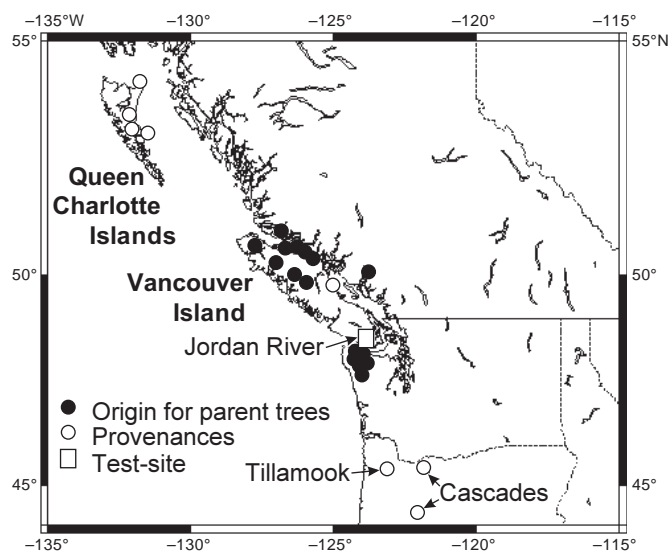 −135°W −130° −125° −120° −115°
55° 55°N
Queen
Charlotte
Islands
50° 50°
Vancouver
Island
Jordan River
Origin for parent trees
Provenances
Test-site
Tillamook
Cascades
45° 45°
−135° −130° −125° −120° −115°